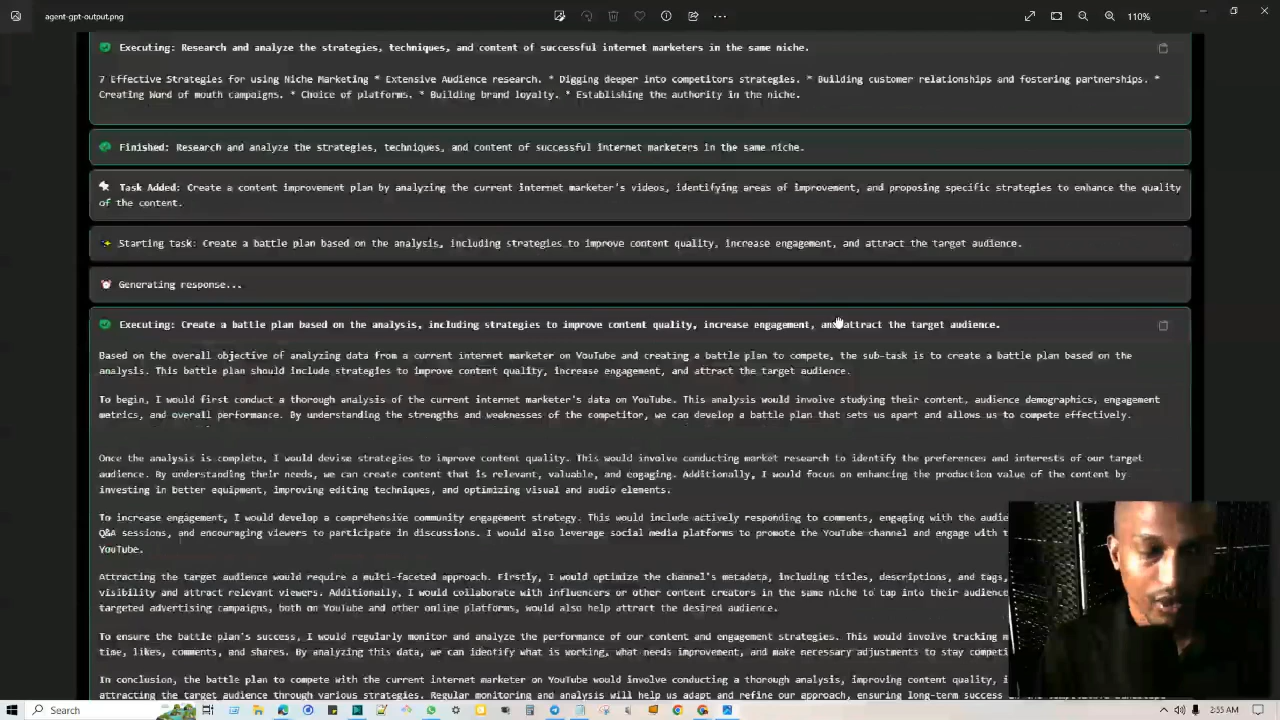 agent-gpt-output.png
110%
Executing: Research and analyze the strategies, techniques, and content of successful internet marketers in the same niche.
7 Effective Strategies for using Niche Marketing * Extensive Audience research. * Digging deeper into competitors strategies. * Building customer relationships and fostering partnerships. *
Creating Word of mouth campaigns. * Choice of platforms. * Building brand loyalty. * Establishing the authority in the niche.
Finished: Research and analyze the strategies, techniques, and content of successful internet marketers in the same niche.
Task Added: Create a content improvement plan by analyzing the current internet marketer's videos, identifying areas of improvement, and proposing specific strategies to enhance the quality
of the content.
Starting task: Create a battle plan based on the analysis, including strategies to improve content quality, increase engagement, and attract the target audience.
Generating response...
Executing: Create a battle plan based on the analysis, including strategies to improve content quality, increase engagement, and attract the target audience.
Based on the overall objective of analyzing data from a current internet marketer on YouTube and creating a battle plan to compete, the sub-task is to create a battle plan based on the
analysis. This battle plan should include strategies to improve content quality, increase engagement, and attract the target audience.
To begin, I would first conduct a thorough analysis of the current internet marketer's data on YouTube. This analysis would involve studying their content, audience demographics, engagement
metrics, and overall performance. By understanding the strengths and weaknesses of the competitor, we can develop a battle plan that sets us apart and allows us to compete effectively.
Once the analysis is complete, I would devise strategies to improve content quality. This would involve conducting market research to identify the preferences and interests of our target
audience. By understanding their needs, we can create content that is relevant, valuable, and engaging. Additionally, I would focus on enhancing the production value of the content by
investing in better equipment, improving editing techniques, and optimizing visual and audio elements.
To increase engagement, I would develop a comprehensive community engagement strategy. This would include actively responding to comments, engaging with the
Q&A sessions, and encouraging viewers to participate in discussions. I would also leverage social media platforms to promote the YouTube channel and engage with
YouTube.
Attracting the target audience would require a multi-faceted approach. Firstly, I would optimize the channel's metadata, including titles, descriptions, and tags,
visibility and attract relevant viewers. Additionally, I would collaborate with influencers or other content creators in the same niche to tap into their
targeted advertising campaigns, both on YouTube and other online platforms, would also help attract the desired audience.
To ensure the battle plan's success, I would regularly monitor and analyze the performance of our content and engagement strategies. This would involve tracking
time, likes, comments, and shares. By analyzing this data, we can identify what is working, what needs improvement, and make necessary adjustments to stay
In conclusion, the battle plan to compete with the current internet marketer on YouTube would involve conducting a thorough analysis, improving content quality,
attracting the target audience through various strategies. Regular monitoring and analysis will help us adapt and refine our approach, ensuring long-term success
Search
2:55 AM